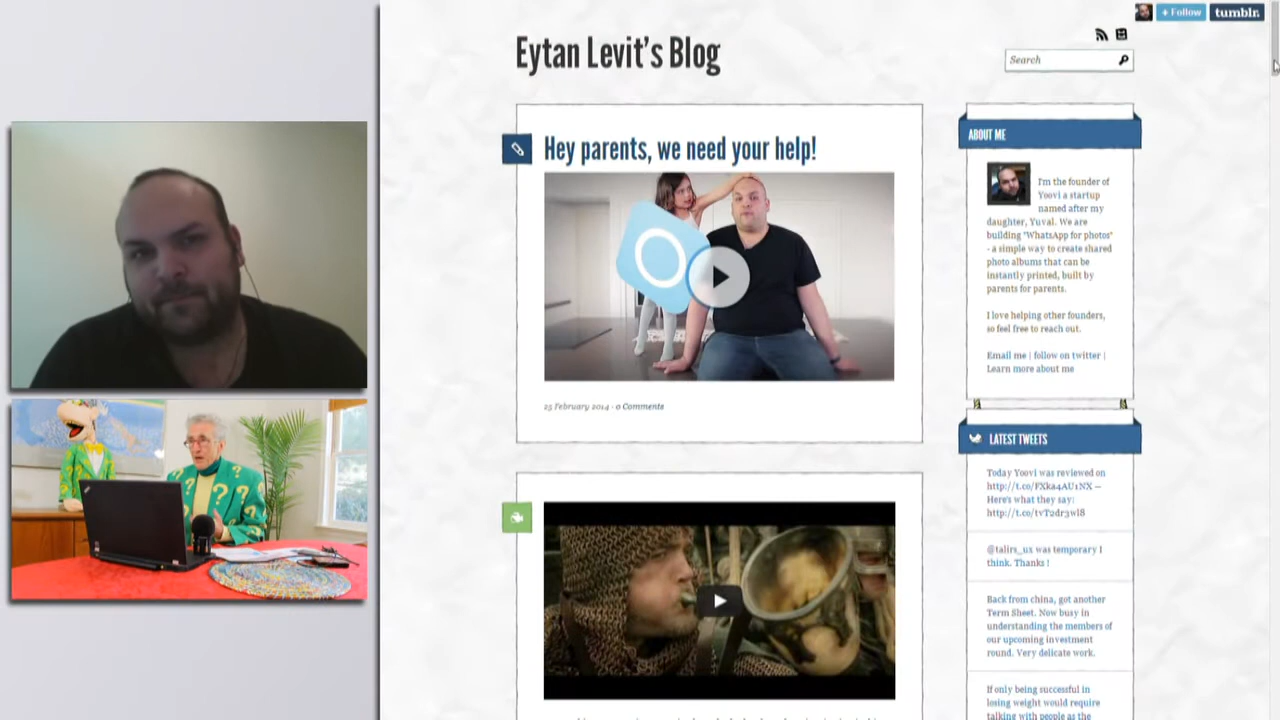 + Follow
tumblr.
Eytan Levit's Blog
Search
Hey parents, we need your help!
25 February 2014 - 0 Comments
ABOUT ME
I'm the founder of
Yoovi a startup
named after my
daughter, Yuval. We are
building "WhatsApp for photos"
- a simple way to create shared
photo albums that can be
instantly printed, built by
parents for parents.
I love helping other founders,
so feel free to reach out.
Email me | follow on twitter |
Learn more about me
LATEST TWEETS
Today Yoovi was reviewed on
http://t.co/FXka4AU1NX –
Here's what they say:
http://t.co/tvT2dr3wl8
@talirs_ux was temporary I
think. Thanks !
Back from china, got another
Term Sheet. Now busy in
understanding the members of
our upcoming investment
round. Very delicate work.
If only being successful in
losing weight would require
talking with people as the